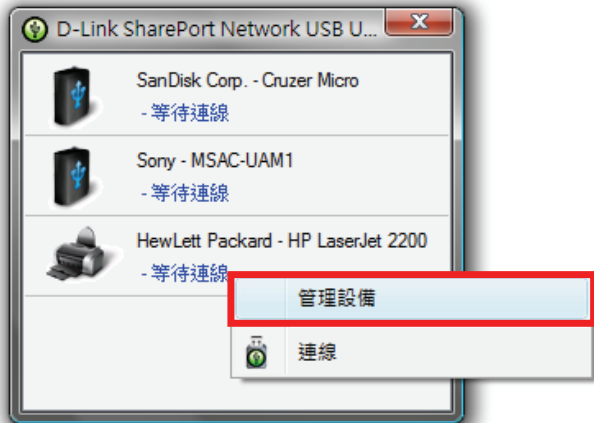 D-Link SharePort Network USB U...
SanDisk Corp. - Cruzer Micro
- 等待連線
Sony - MSAC-UAM1
- 等待連線
HewLett Packard - HP LaserJet 2200
- 等待連線
管理設備
連線